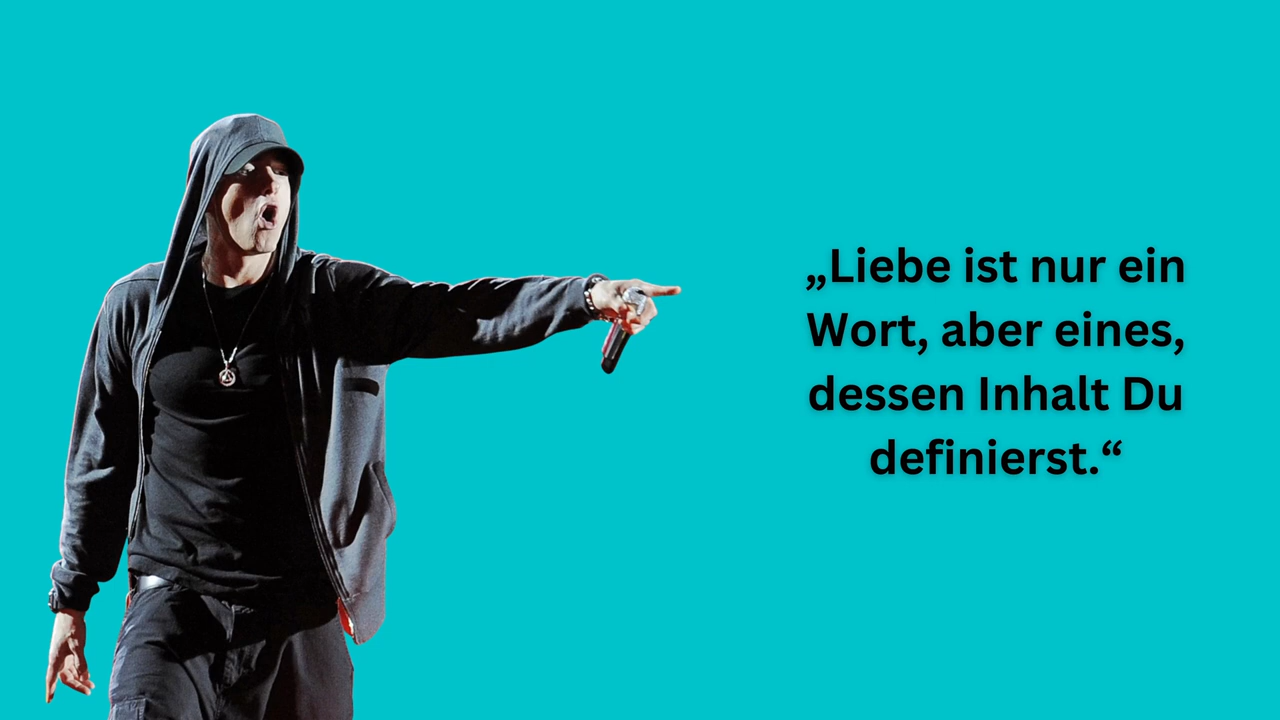 „Liebe ist nur ein
Wort, aber eines,
dessen Inhalt Du
definierst.“